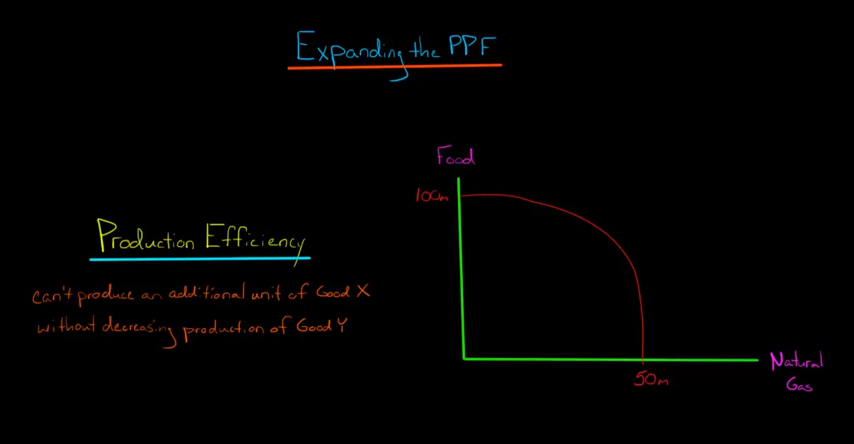 Expanding the PPF
Food
100m
Production Efficiency
can't produce an additional unit of Good X
without decreasing production of Good Y
Natural
Gas
50m